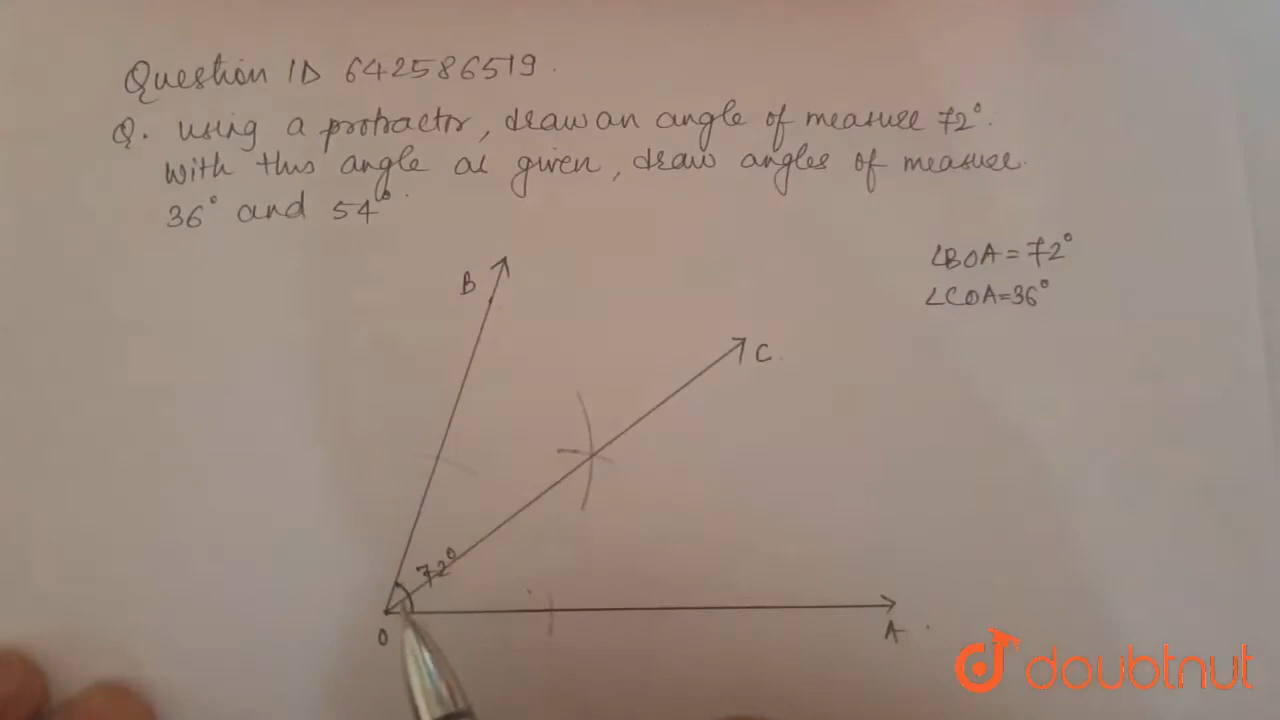 Question ID 642586519.
Q. using a protractor, draw an angle of measure 72°.
With this angle as given, draw angles of measure.
36° and 54°.
∠BOA = 72°
∠COA=36°
B
C
72°
O
A
doubtnut